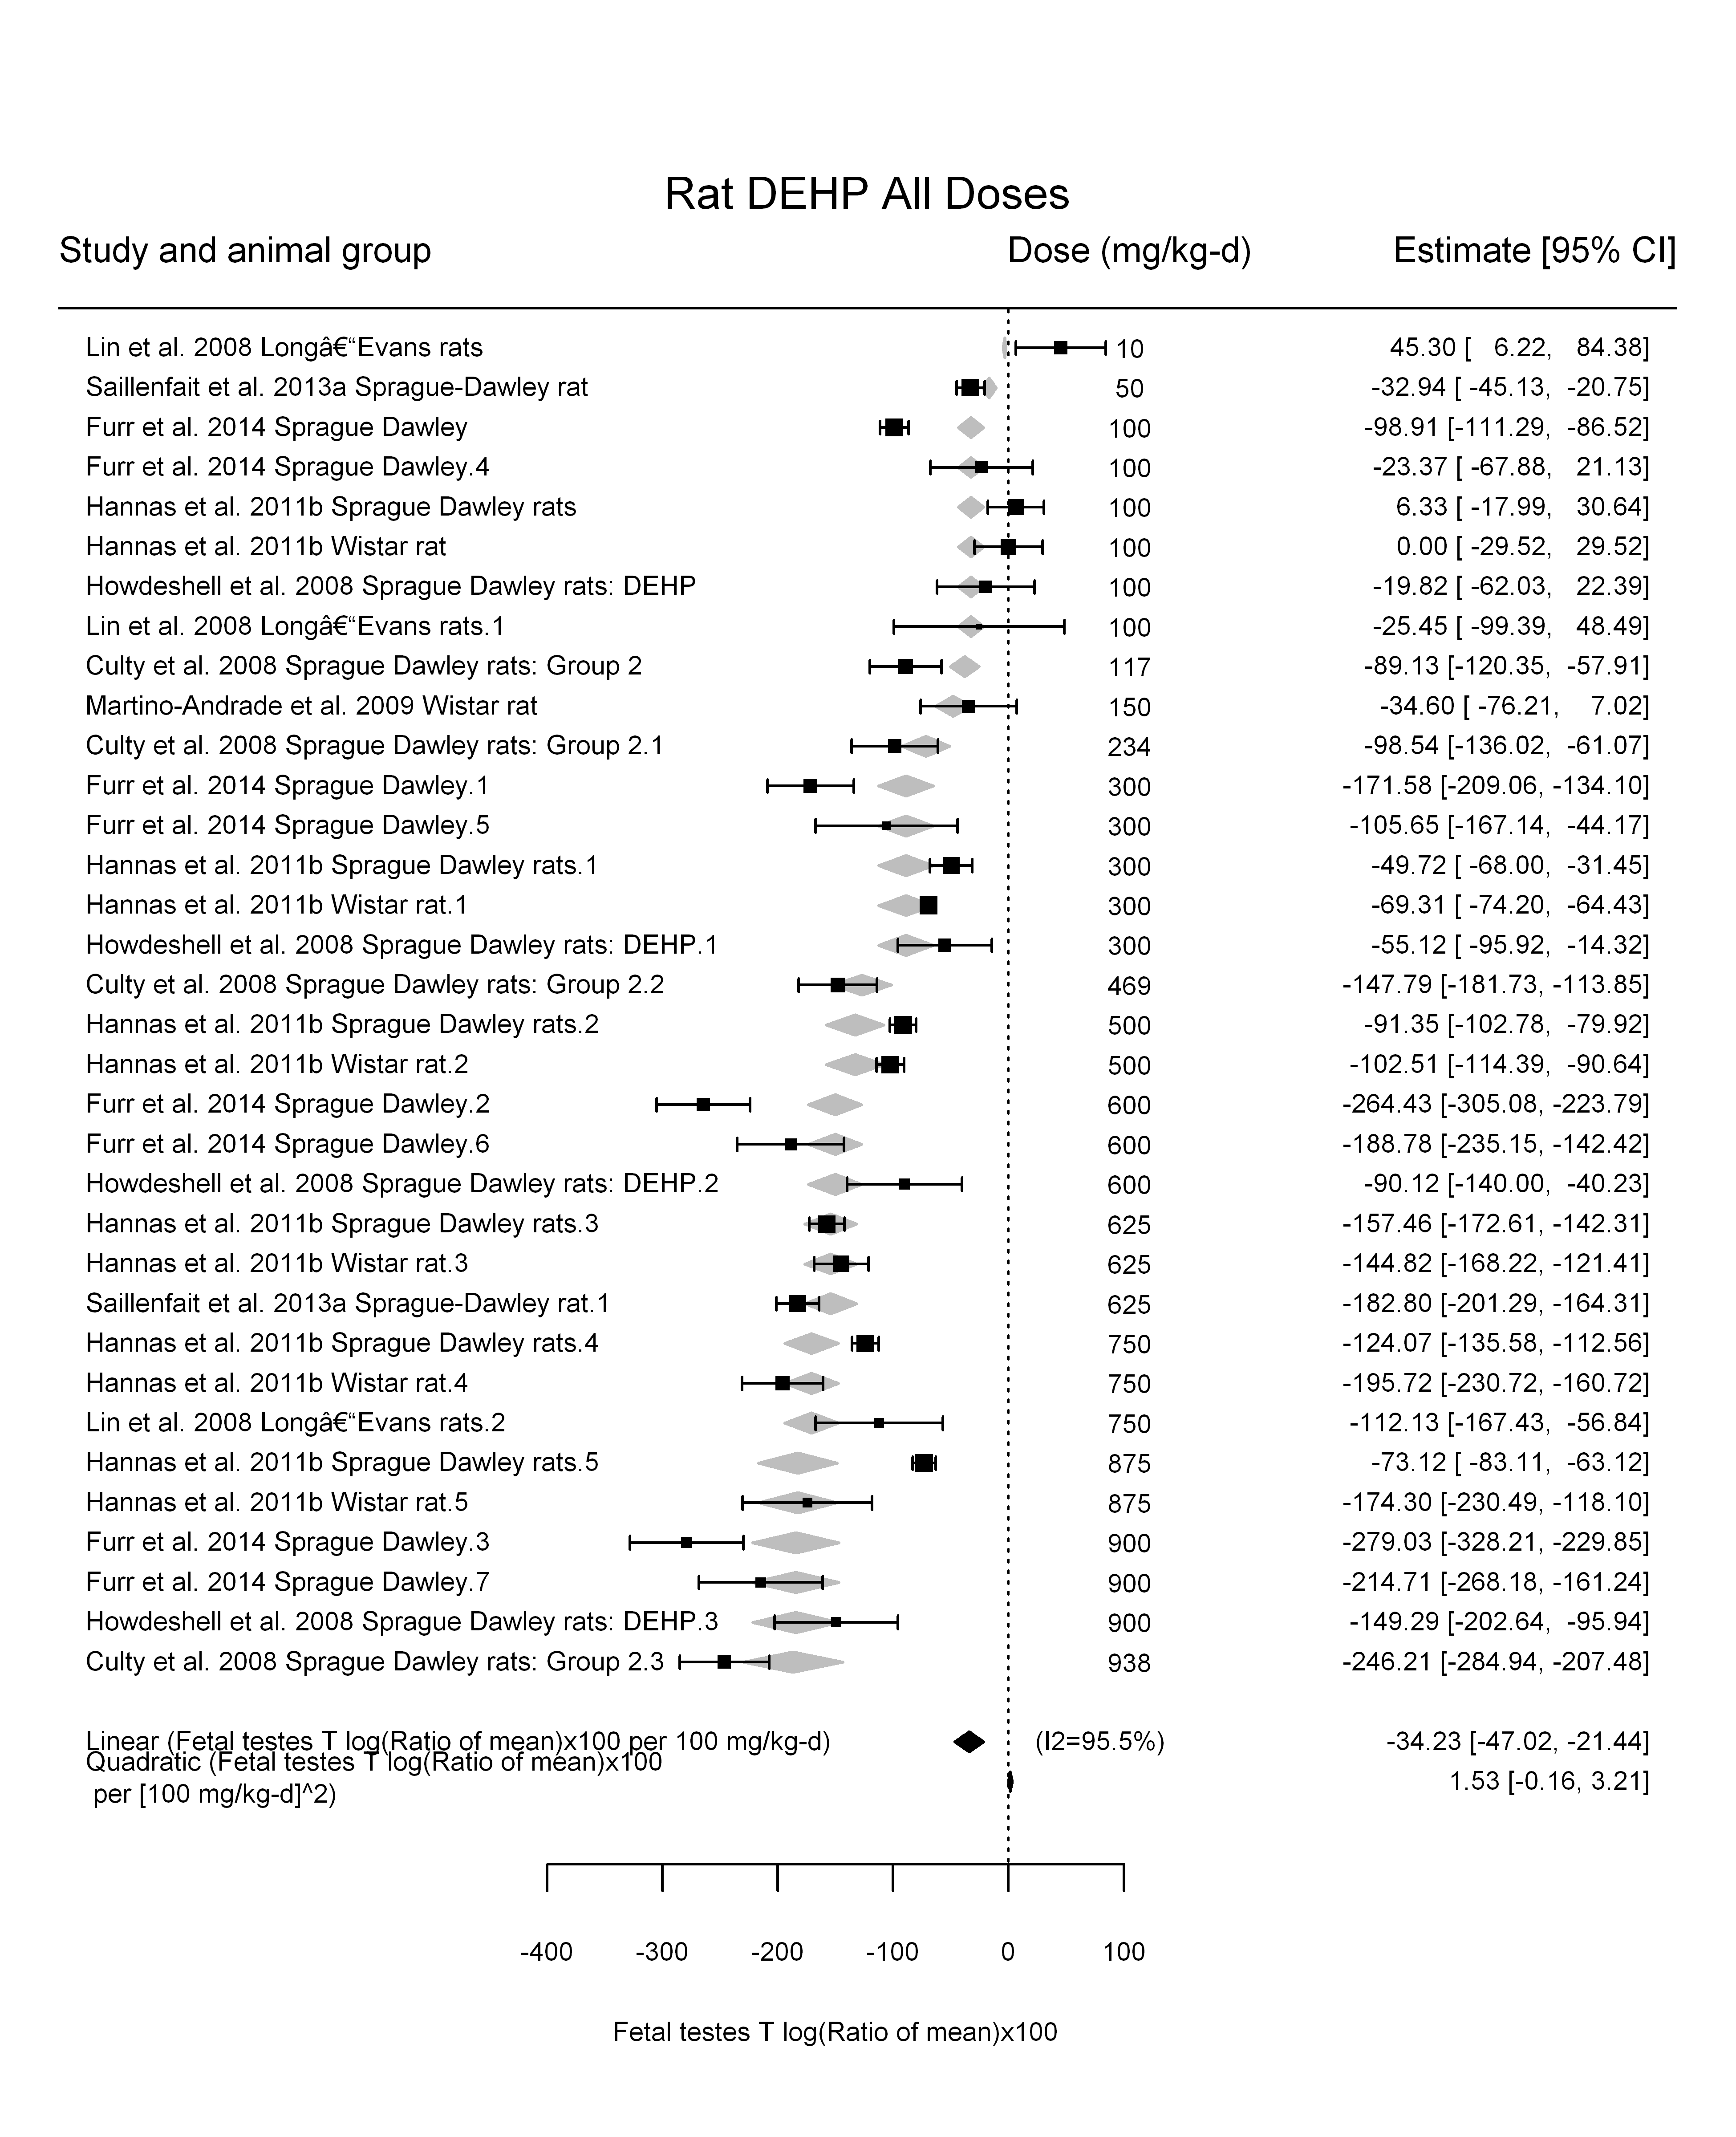 Rat DEHP All Doses
Study and animal group Dose (mg/kg-d) Estimate [95% CI]
Lin et al. 2008 Longâ€“Evans rats 10 45.30 [ 6.22, 84.38]
Saillenfait et al. 2013a Sprague-Dawley rat 50 -32.94 [ -45.13, -20.75]
Furr et al. 2014 Sprague Dawley 100 -98.91 [-111.29, -86.52]
Furr et al. 2014 Sprague Dawley.4 100 -23.37 [ -67.88, 21.13]
Hannas et al. 2011b Sprague Dawley rats 100 6.33 [ -17.99, 30.64]
Hannas et al. 2011b Wistar rat 100 0.00 [ -29.52, 29.52]
Howdeshell et al. 2008 Sprague Dawley rats: DEHP 100 -19.82 [ -62.03, 22.39]
Lin et al. 2008 Longâ€“Evans rats.1 100 -25.45 [ -99.39, 48.49]
Culty et al. 2008 Sprague Dawley rats: Group 2 117 -89.13 [-120.35, -57.91]
Martino-Andrade et al. 2009 Wistar rat 150 -34.60 [ -76.21, 7.02]
Culty et al. 2008 Sprague Dawley rats: Group 2.1 234 -98.54 [-136.02, -61.07]
Furr et al. 2014 Sprague Dawley.1 300 -171.58 [-209.06, -134.10]
Furr et al. 2014 Sprague Dawley.5 300 -105.65 [-167.14, -44.17]
Hannas et al. 2011b Sprague Dawley rats.1 300 -49.72 [ -68.00, -31.45]
Hannas et al. 2011b Wistar rat.1 300 -69.31 [ -74.20, -64.43]
Howdeshell et al. 2008 Sprague Dawley rats: DEHP.1 300 -55.12 [ -95.92, -14.32]
Culty et al. 2008 Sprague Dawley rats: Group 2.2 469 -147.79 [-181.73, -113.85]
Hannas et al. 2011b Sprague Dawley rats.2 500 -91.35 [-102.78, -79.92]
Hannas et al. 2011b Wistar rat.2 500 -102.51 [-114.39, -90.64]
Furr et al. 2014 Sprague Dawley.2 600 -264.43 [-305.08, -223.79]
Furr et al. 2014 Sprague Dawley.6 600 -188.78 [-235.15, -142.42]
Howdeshell et al. 2008 Sprague Dawley rats: DEHP.2 600 -90.12 [-140.00, -40.23]
Hannas et al. 2011b Sprague Dawley rats.3 625 -157.46 [-172.61, -142.31]
Hannas et al. 2011b Wistar rat.3 625 -144.82 [-168.22, -121.41]
Saillenfait et al. 2013a Sprague-Dawley rat.1 625 -182.80 [-201.29, -164.31]
Hannas et al. 2011b Sprague Dawley rats.4 750 -124.07 [-135.58, -112.56]
Hannas et al. 2011b Wistar rat.4 750 -195.72 [-230.72, -160.72]
Lin et al. 2008 Longâ€“Evans rats.2 750 -112.13 [-167.43, -56.84]
Hannas et al. 2011b Sprague Dawley rats.5 875 -73.12 [ -83.11, -63.12]
Hannas et al. 2011b Wistar rat.5 875 -174.30 [-230.49, -118.10]
Furr et al. 2014 Sprague Dawley.3 900 -279.03 [-328.21, -229.85]
Furr et al. 2014 Sprague Dawley.7 900 -214.71 [-268.18, -161.24]
Howdeshell et al. 2008 Sprague Dawley rats: DEHP.3 900 -149.29 [-202.64, -95.94]
Culty et al. 2008 Sprague Dawley rats: Group 2.3 938 -246.21 [-284.94, -207.48]
Linear (Fetal testes T log(Ratio of mean)x100 per 100 mg/kg-d) (I2=95.5%) -34.23 [-47.02, -21.44]
Quadratic (Fetal testes T log(Ratio of mean)x100
per [100 mg/kg-d]^2) 1.53 [-0.16, 3.21]
-400 -300 -200 -100 0 100
Fetal testes T log(Ratio of mean)x100